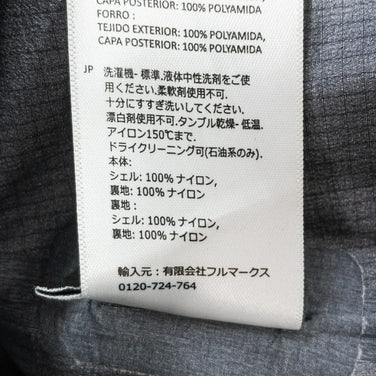 CAPA POSTERIOR: 100% POLYAMIDA
FORRO :
TEJIDO EXTERIOR: 100% POLYAMIDA,
CAPA POSTERIOR: 100% POLYAMIDA
JP 洗濯機- 標準.液体中性洗剤をご使
用ください.柔軟剤使用不可.
十分にすすぎ洗いしてください.
漂白剤使用不可.タンブル乾燥- 低温.
アイロン150℃まで.
ドライクリーニング可(石油系のみ).
本体:
シェル: 100% ナイロン,
裏地: 100% ナイロン
裏地 :
シェル: 100% ナイロン,
裏地: 100% ナイロン
輸入元 : 有限会社フルマークス
0120-724-764